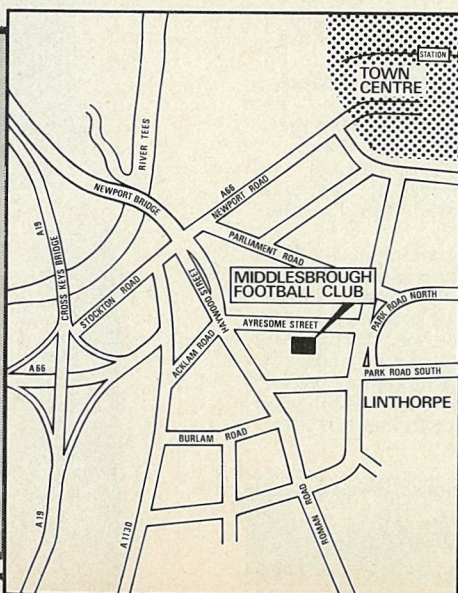 STATION
TOWN
CENTRE
RIVER TEES
NEWPORT BRIDGE
A66
NEWPORT ROAD
A19
CROSS KEYS BRIDGE
STOCKTON ROAD
PARLIAMENT ROAD
HAYWOOD STREET
MIDDLESBROUGH
FOOTBALL CLUB
AYRESOME STREET
PARK ROAD NORTH
ACKLAM ROAD
A66
PARK ROAD SOUTH
LINTHORPE
BURLAM ROAD
A19
A1130
ROMAN ROAD